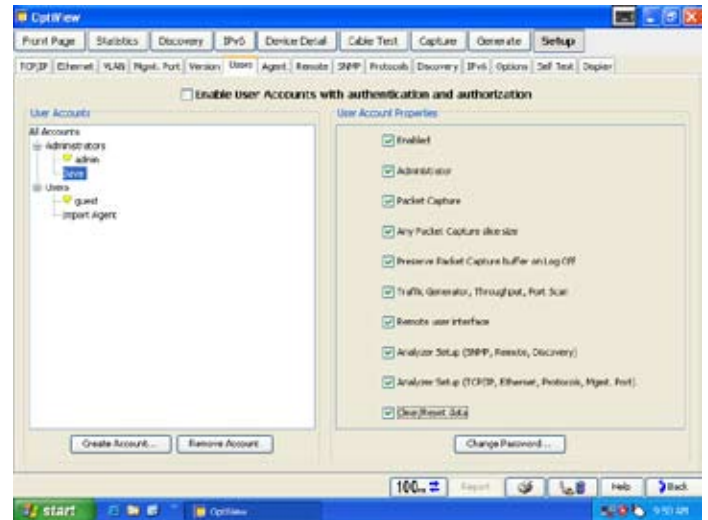 OptiView
Front Page Statistics Discovery IPv6 Device Detail Cable Test Capture Generate Setup
TCP/IP Ethernet VLAN Mgmt. Port Version Users Agent Remote SNMP Protocols Discovery IPv6 Options Self Test Display
Enable User Accounts with authentication and authorization
User Accounts
User Account Properties
All Accounts
Administrators
admin
Dave
Users
guest
Import Agent
Enabled
Administrator
Packet Capture
Any Packet Capture slice size
Preserve Packet Capture buffer on Log Off
Traffic Generator, Throughput, Port Scan
Remote user interface
Analyzer Setup (SNMP, Remote, Discovery)
Analyzer Setup (TCP/IP, Ethernet, Protocols, Mgmt. Port)
Clear/Reset data
Create Account... Remove Account Change Password...
100 Report Help Back
start OptiView 9:50 AM